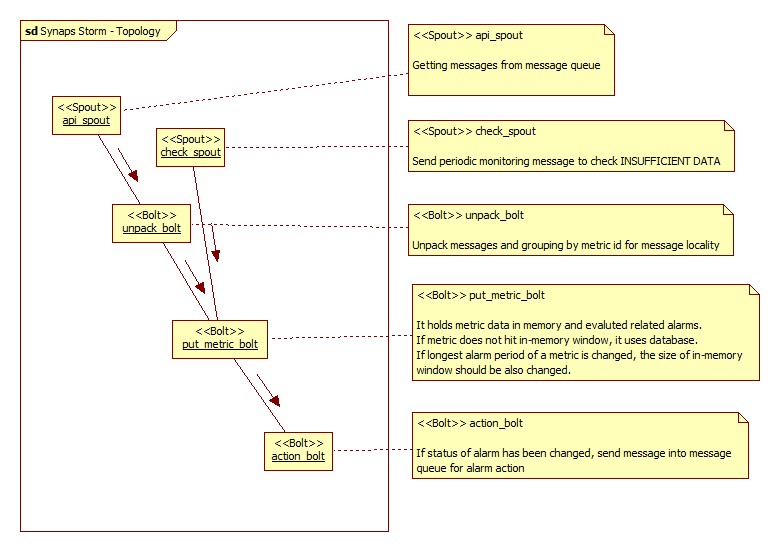 sd Synaps Storm - Topology
<<Spout>>
api_spout
<<Spout>>
check_spout
<<Bolt>>
unpack_bolt
<<Bolt>>
put_metric_bolt
<<Bolt>>
action_bolt
<<Spout>> api_spout
Getting messages from message queue
<<Spout>> check_spout
Send periodic monitoring message to check INSUFFICIENT DATA
<<Bolt>> unpack_bolt
Unpack messages and grouping by metric id for message locality
<<Bolt>> put_metric_bolt
It holds metric data in memory and evaluted related alarms.
If metric does not hit in-memory window, it uses database.
If longest alarm period of a metric is changed, the size of in-memory
window should be also changed.
<<Bolt>> action_bolt
If status of alarm has been changed, send message into message
queue for alarm action